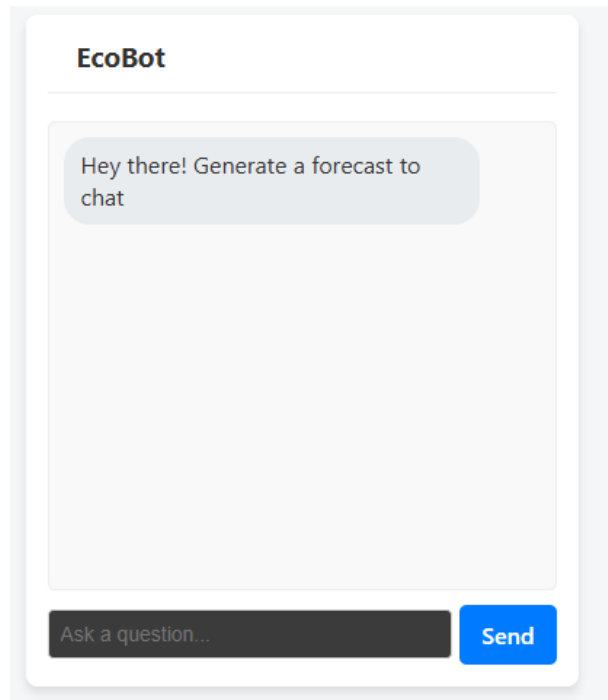 EcoBot
Hey there! Generate a forecast to
chat
Ask a question...
Send